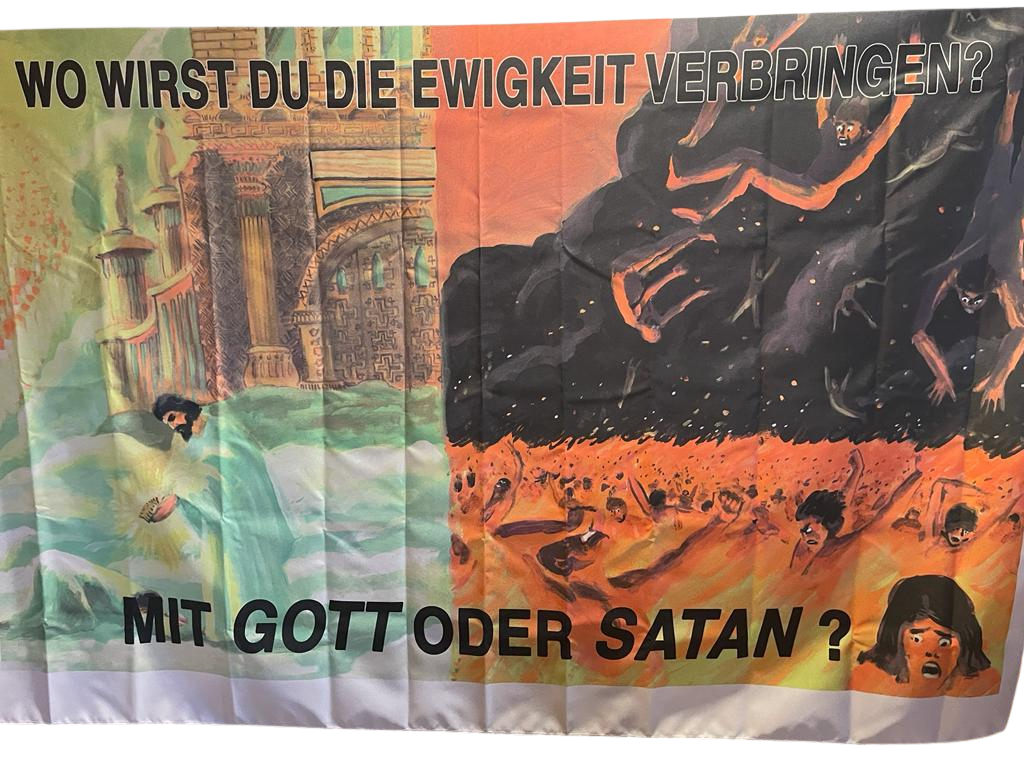 WO WIRST DU DIE EWIGKEIT VERBRINGEN?
MIT GOTT ODER SATAN ?